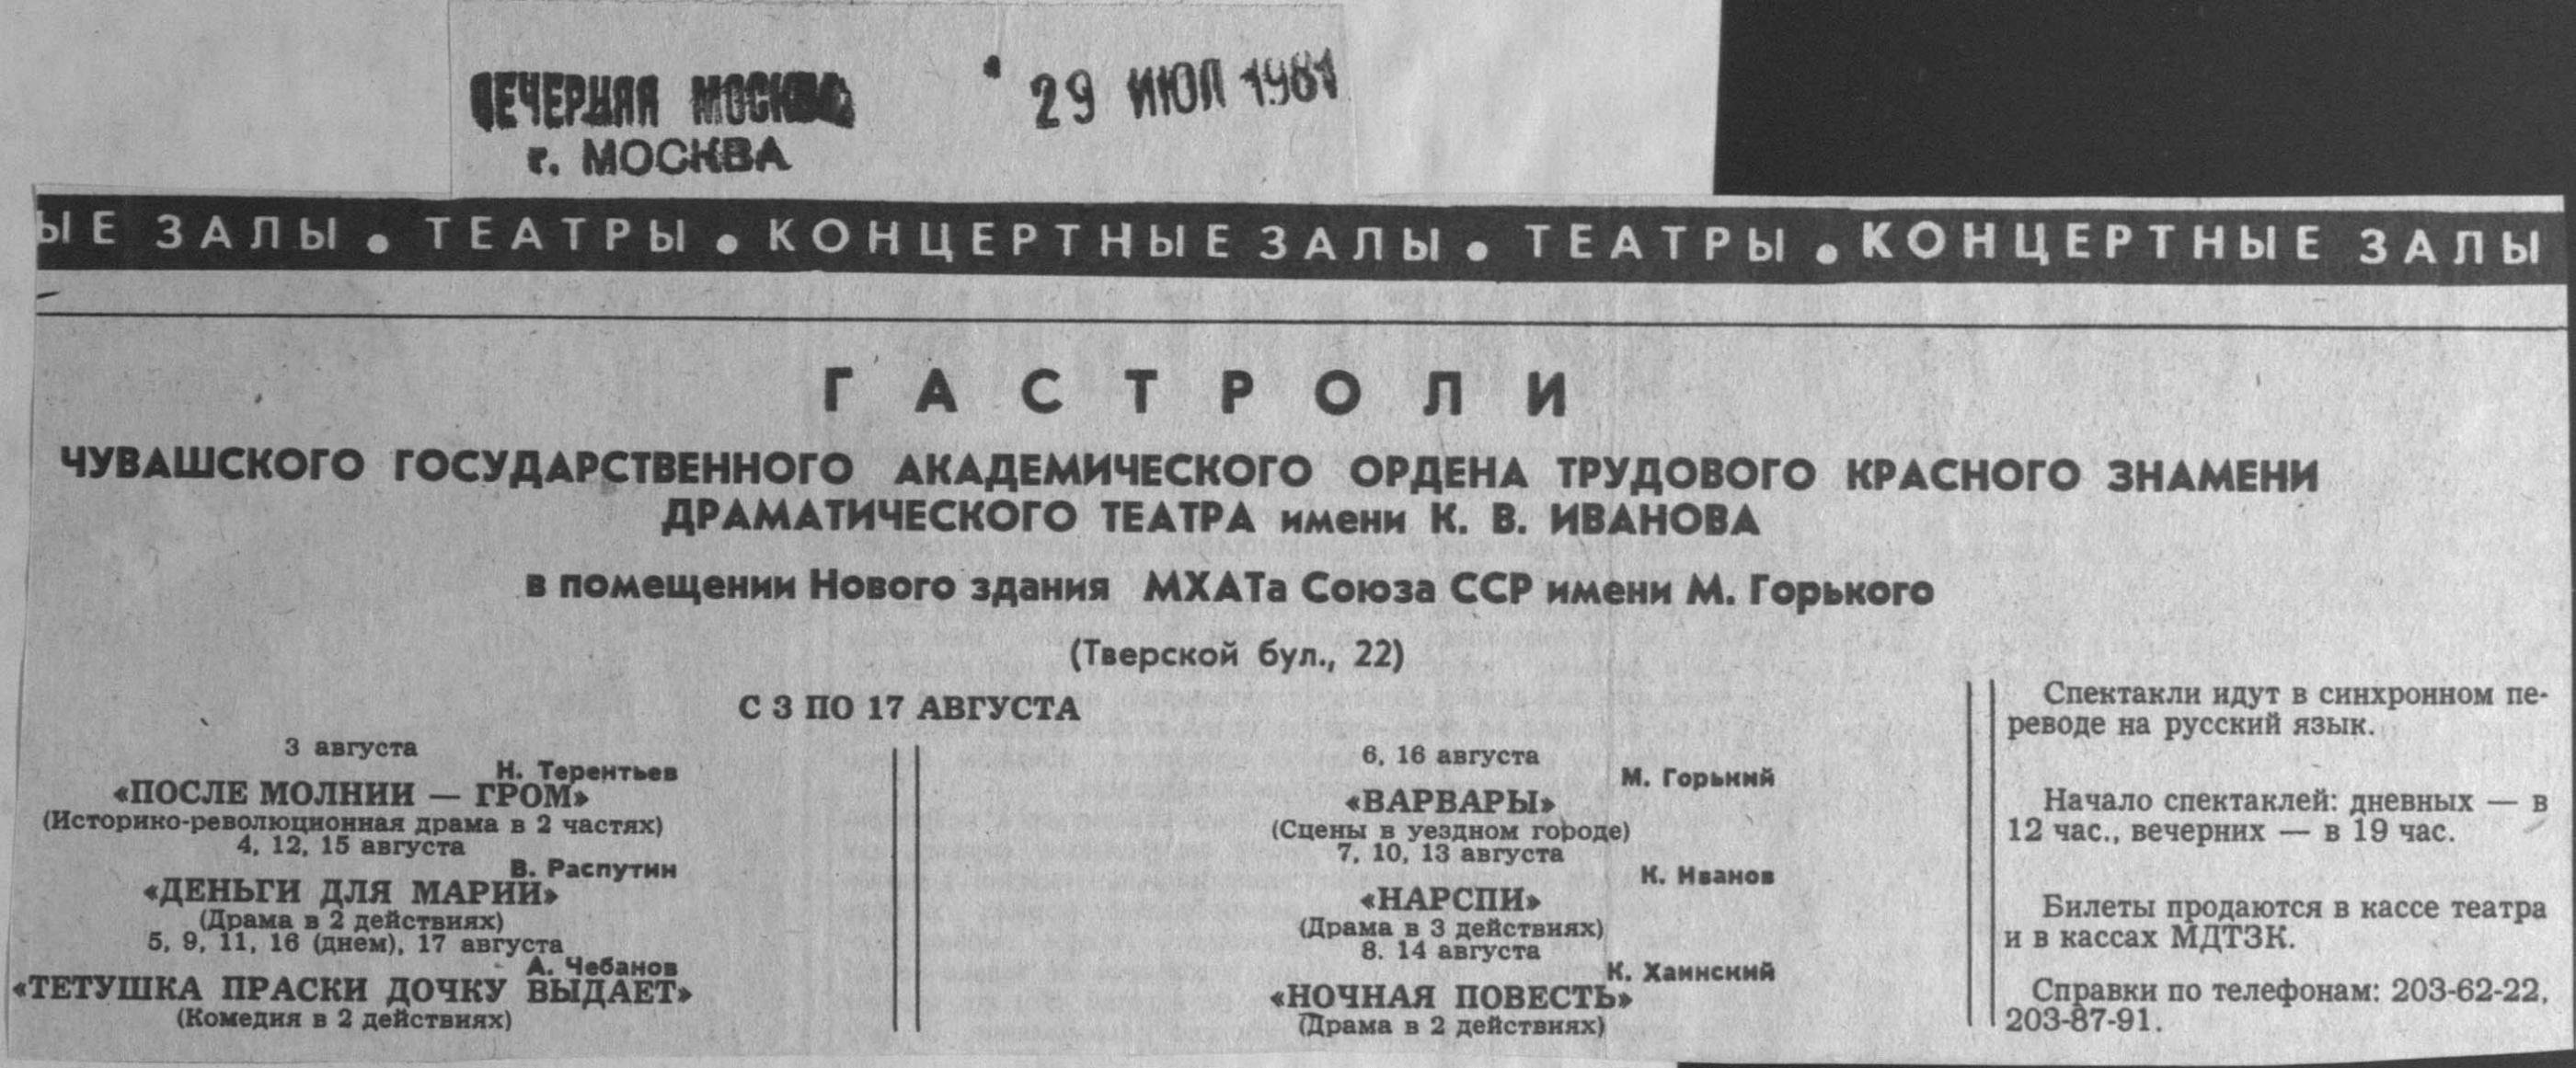 ВЕЧЕРНЯЯ МОСКВА
г. МОСКВА
29 ИЮЛ 1981
ЫЕ ЗАЛЫ • ТЕАТРЫ • КОНЦЕРТНЫЕ ЗАЛЫ • ТЕАТРЫ • КОНЦЕРТНЫЕ ЗАЛЫ
ГАСТРОЛИ
ЧУВАШСКОГО ГОСУДАРСТВЕННОГО АКАДЕМИЧЕСКОГО ОРДЕНА ТРУДОВОГО КРАСНОГО ЗНАМЕНИ
ДРАМАТИЧЕСКОГО ТЕАТРА имени К. В. ИВАНОВА
в помещении Нового здания МХАТа Союза ССР имени М. Горького
(Тверской бул., 22)
С 3 ПО 17 АВГУСТА
3 августа
Н. Терентьев
«ПОСЛЕ МОЛНИИ — ГРОМ»
(Историко-революционная драма в 2 частях)
4, 12, 15 августа
В. Распутин
«ДЕНЬГИ ДЛЯ МАРИИ»
(Драма в 2 действиях)
5, 9, 11, 16 (днем), 17 августа
А. Чебанов
«ТЕТУШКА ПРАСКИ ДОЧКУ ВЫДАЕТ»
(Комедия в 2 действиях)
6, 16 августа
М. Горький
«ВАРВАРЫ»
(Сцены в уездном городе)
7, 10, 13 августа
К. Иванов
«НАРСПИ»
(Драма в 3 действиях)
8. 14 августа
К. Хаинский
«НОЧНАЯ ПОВЕСТЬ»
(Драма в 2 действиях)
Спектакли идут в синхронном пе-
реводе на русский язык.
Начало спектаклей: дневных — в
12 час., вечерних — в 19 час.
Билеты продаются в кассе театра
и в кассах МДТЗК.
Справки по телефонам: 203-62-22,
203-87-91.